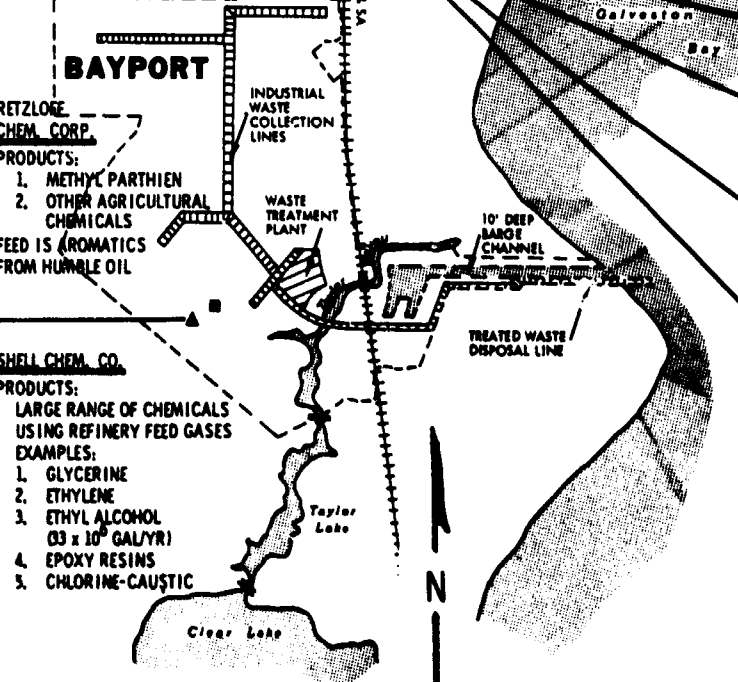 Galveston
Bay
SA
BAYPORT
INDUSTRIAL
WASTE
COLLECTION
LINES
RETZLOFF
CHEM. CORP.
PRODUCTS:
1. METHYL PARTHIEN
2. OTHER AGRICULTURAL
CHEMICALS
FEED IS AROMATICS
FROM HUMBLE OIL
WASTE
TREATMENT
PLANT
10' DEEP
BARGE
CHANNEL
TREATED WASTE
DISPOSAL LINE
SHELL CHEM. CO.
PRODUCTS:
LARGE RANGE OF CHEMICALS
USING REFINERY FEED GASES
EXAMPLES:
1. GLYCERINE
2. ETHYLENE
3. ETHYL ALCOHOL
(33 x 10⁶ GAL/YR)
4. EPOXY RESINS
5. CHLORINE-CAUSTIC
Taylor
Lake
N
Clear Lake